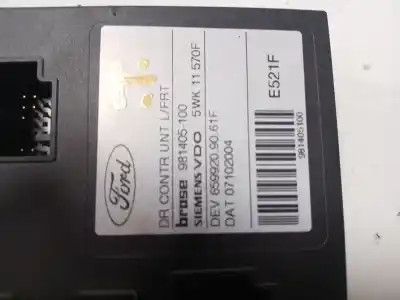 Ford
DR CONTR UNT L/FRT
brose 981405-100
SIEMENS VDO 5WK 11 570F
DEV 659920.90.61F
DAT 07102004
E521F
981405100